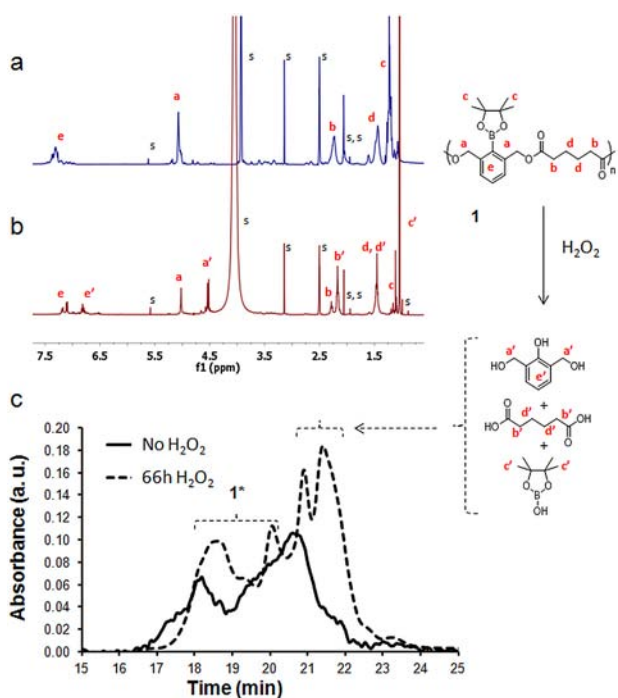 a
e
s
a
s
s
s
b
s, s
d
c
b
e
e’
s
a
a’
s
s
s
b
b’
s, s
d, d’
c
c’
s
7.5 6.5 5.5 4.5 3.5 2.5 1.5
f1 (ppm)
c c
O O
B
a a
O O
e
O
b d
d b
O
n
1
H₂O₂
a’ OH a’
HO OH
e’
+
O d’ b’ OH
HO b’ d’ O
+
c’ c’
O O
B
OH
c
Absorbance (a. u.)
0.20
0.18
0.16
0.14
0.12
0.10
0.08
0.06
0.04
0.02
0.00
No H₂O₂
66h H₂O₂
1*
15 16 17 18 19 20 21 22 23 24 25
Time (min)